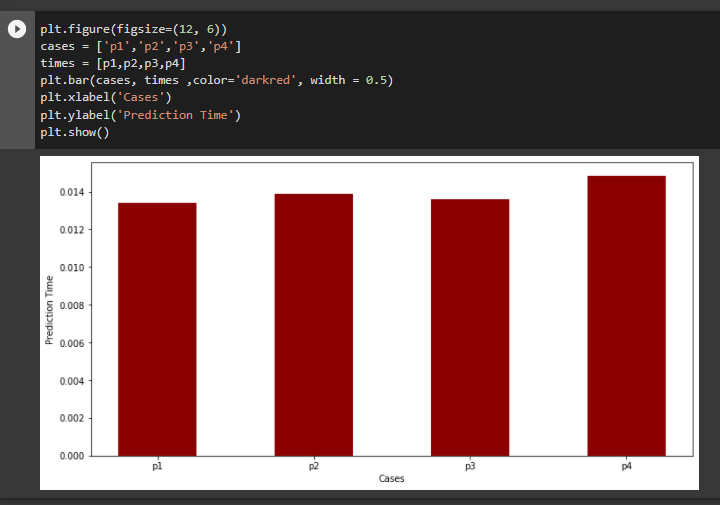 plt.figure(figsize=(12, 6))
cases = ['p1','p2','p3','p4']
times = [p1,p2,p3,p4]
plt.bar(cases, times ,color='darkred', width = 0.5)
plt.xlabel('Cases')
plt.ylabel('Prediction Time')
plt.show()
0.014
0.012
0.010
0.008
0.006
0.004
0.002
0.000
Prediction Time
p1 p2 p3 p4
Cases